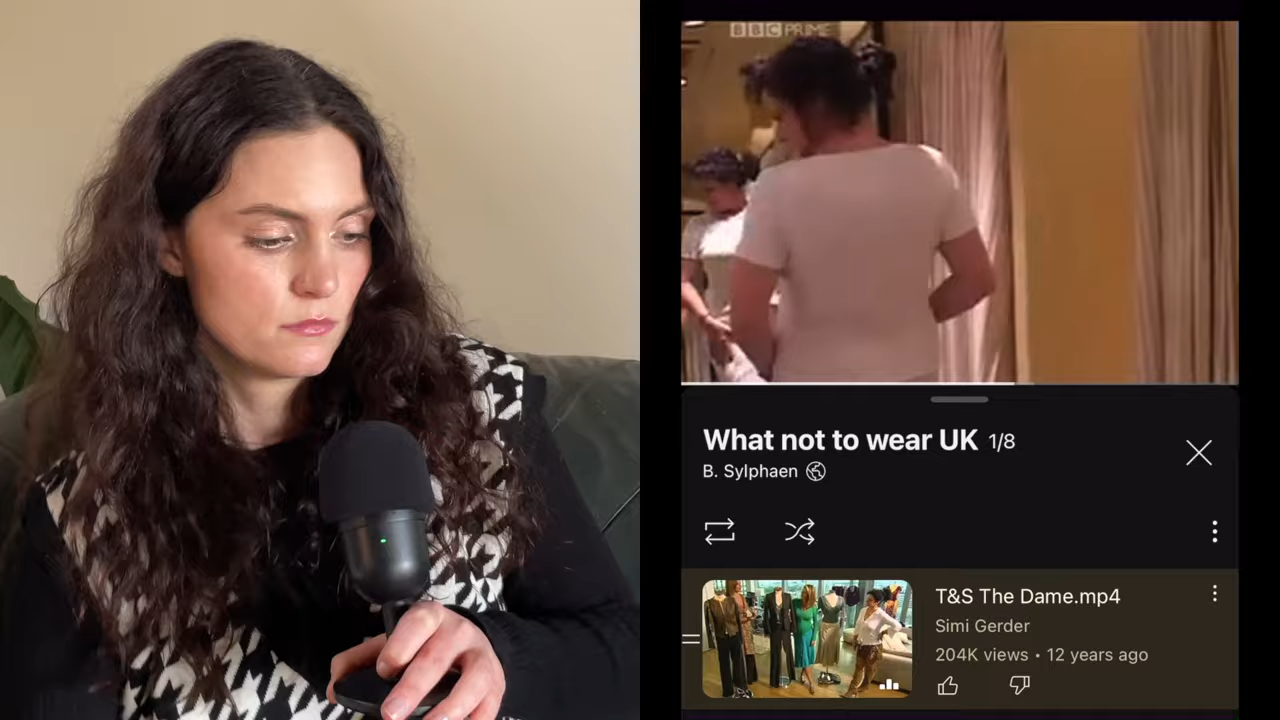 BBC PRIME
What not to wear UK 1/8
B. Sylphaen
T&S The Dame.mp4
Simi Gerder
204K views • 12 years ago